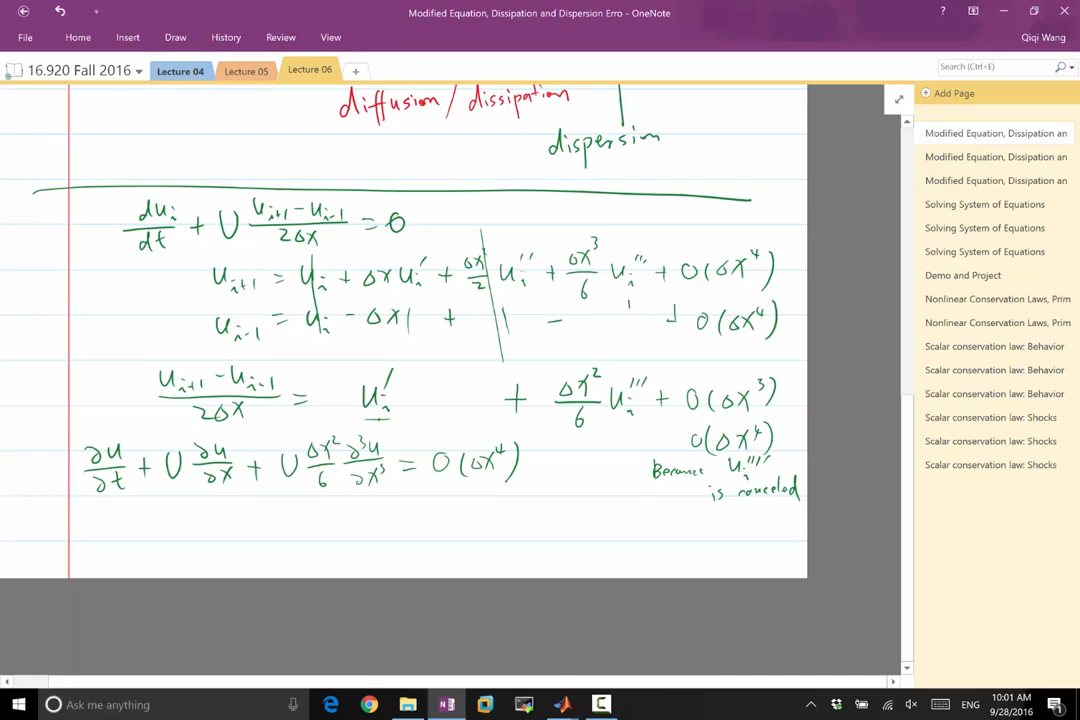 Modified Equation, Dissipation and Dispersion Erro - OneNote
?
File Home Insert Draw History Review View
Qiqi Wang
16.920 Fall 2016 Lecture 04 Lecture 05 Lecture 06 +
Search (Ctrl+E)
Add Page
Modified Equation, Dissipation an
Modified Equation, Dissipation an
Modified Equation, Dissipation an
Solving System of Equations
Solving System of Equations
Solving System of Equations
Demo and Project
Nonlinear Conservation Laws, Prim
Nonlinear Conservation Laws, Prim
Scalar conservation law: Behavior
Scalar conservation law: Behavior
Scalar conservation law: Behavior
Scalar conservation law: Shocks
Scalar conservation law: Shocks
Scalar conservation law: Shocks
diffusion / dissipation
dispersion
du_i/dt + U (u_{i+1} - u_{i-1})/(2Δx) = 0
u_{i+1} = u_i + Δx u_i' + Δx²/2 u_i'' + Δx³/6 u_i''' + O(Δx⁴)
u_{i-1} = u_i - Δx | + | - | + O(Δx⁴)
(u_{i+1} - u_{i-1})/(2Δx) = u_i' + Δx²/6 u_i''' + O(Δx³)
O(Δx⁴)
Because u_i''''
is canceled
∂u/∂t + U ∂u/∂x + U Δx²/6 ∂³u/∂x³ = O(Δx⁴)
Ask me anything
ENG
10:01 AM
9/28/2016